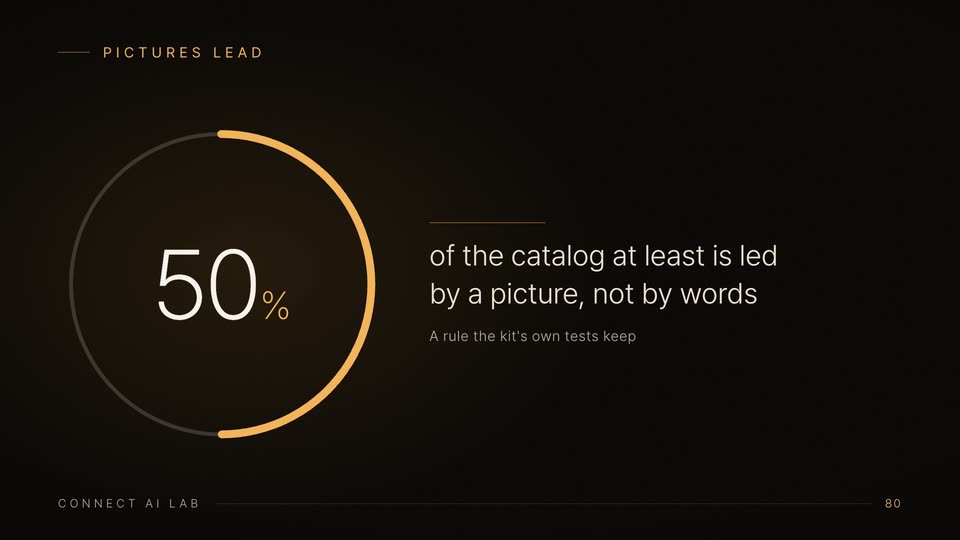 PICTURES LEAD
50%
of the catalog at least is led
by a picture, not by words
A rule the kit's own tests keep
CONNECT AI LAB
80